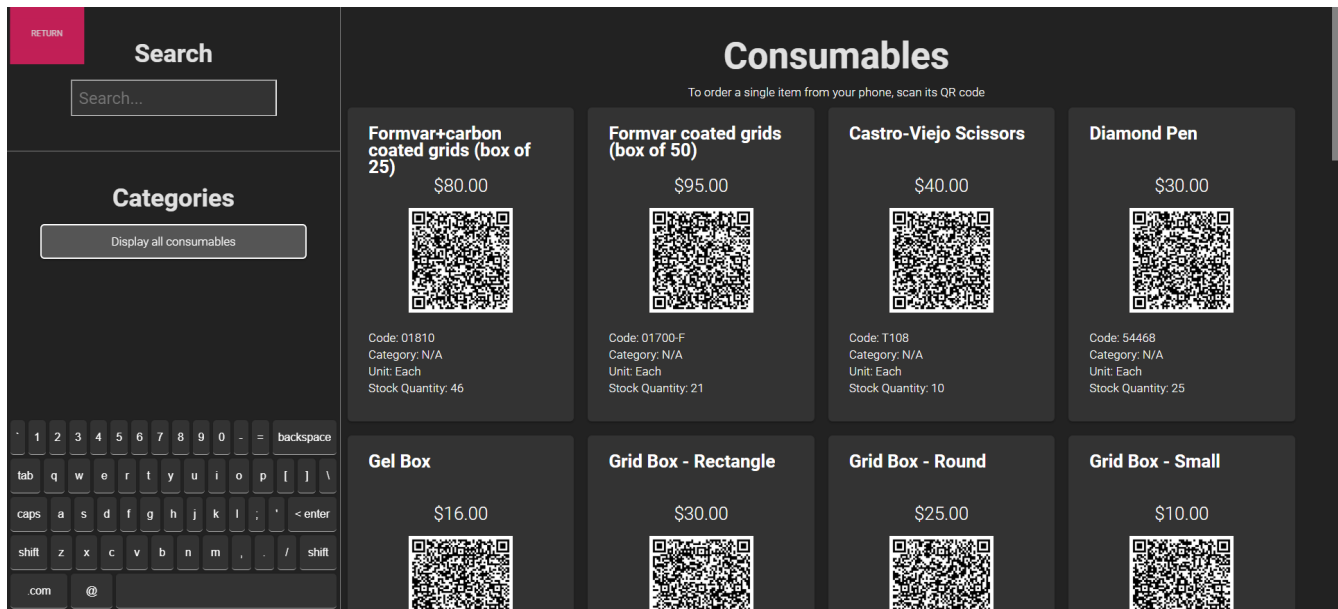 RETURN
Search
Search...
Categories
Display all consumables
` 1 2 3 4 5 6 7 8 9 0 - = backspace
tab q w e r t y u i o p [ ] \
caps a s d f g h j k l ; ' < enter
shift z x c v b n m , . / shift
.com @
Consumables
To order a single item from your phone, scan its QR code
Formvar+carbon
coated grids (box of
25)
$80.00
Code: 01810
Category: N/A
Unit: Each
Stock Quantity: 46
Formvar coated grids
(box of 50)
$95.00
Code: 01700-F
Category: N/A
Unit: Each
Stock Quantity: 21
Castro-Viejo Scissors
$40.00
Code: T108
Category: N/A
Unit: Each
Stock Quantity: 10
Diamond Pen
$30.00
Code: 54468
Category: N/A
Unit: Each
Stock Quantity: 25
Gel Box
$16.00
Grid Box - Rectangle
$30.00
Grid Box - Round
$25.00
Grid Box - Small
$10.00